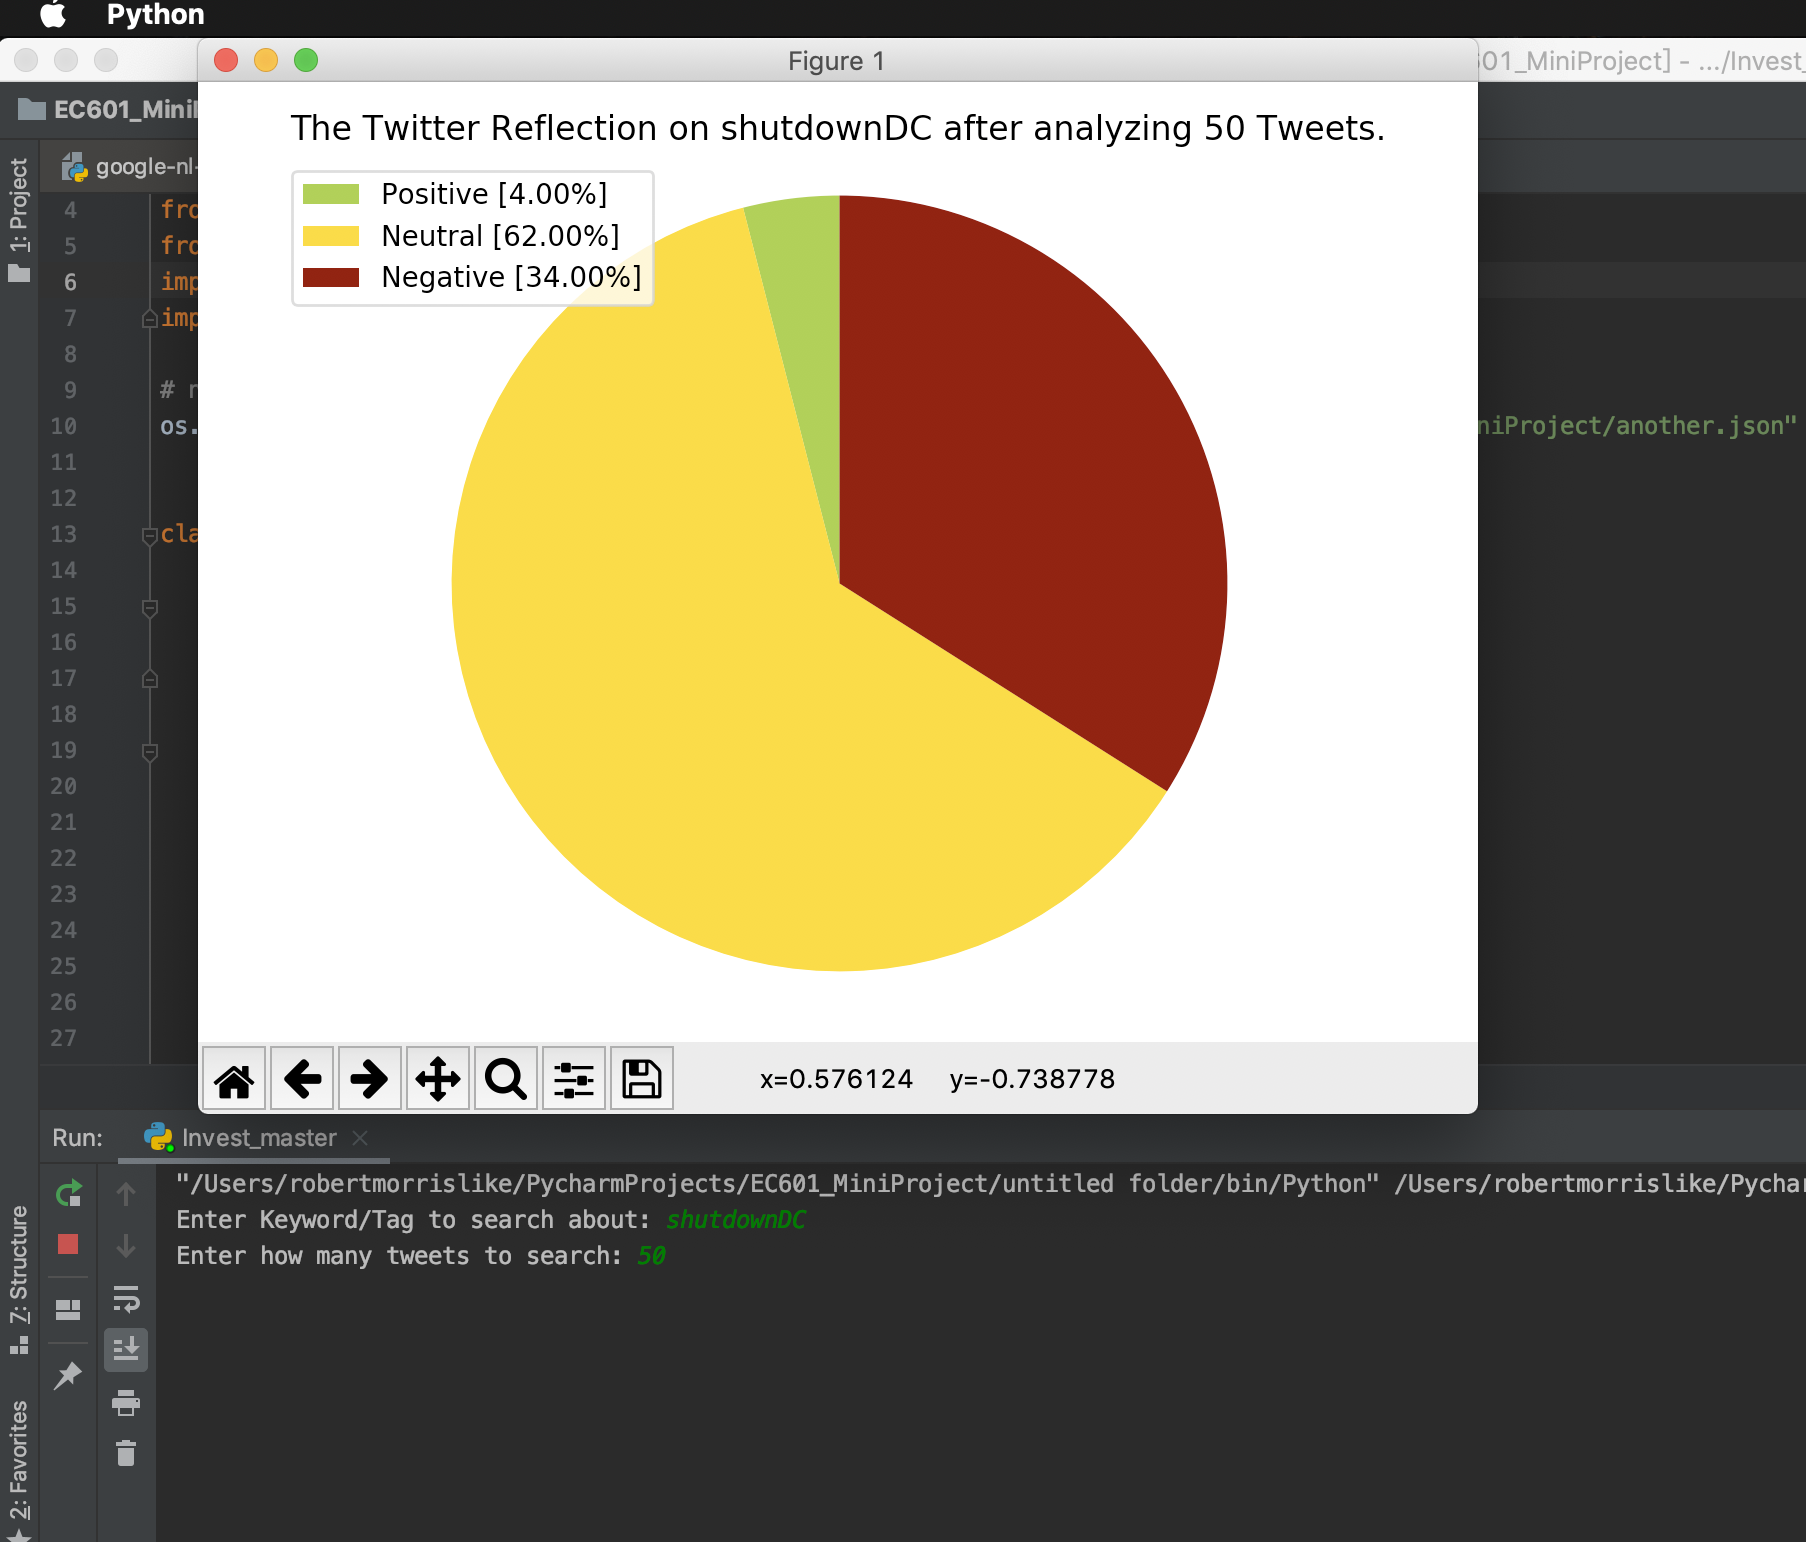 Python
Figure 1
01_MiniProject] - .../Invest_
EC601_Mini
1: Project
google-nl-
The Twitter Reflection on shutdownDC after analyzing 50 Tweets.
Positive [4.00%]
Neutral [62.00%]
Negative [34.00%]
4 fro
5 fro
6 imp
7 imp
8
9 #
10 os. niProject/another.json"
11
12
13 cla
14
15
16
17
18
19
20
21
22
23
24
25
26
27
x=0.576124 y=-0.738778
Run: Invest_master
"/Users/robertmorrislike/PycharmProjects/EC601_MiniProject/untitled folder/bin/Python" /Users/robertmorrislike/Pychar
Enter Keyword/Tag to search about: shutdownDC
Enter how many tweets to search: 50
7: Structure
2: Favorites